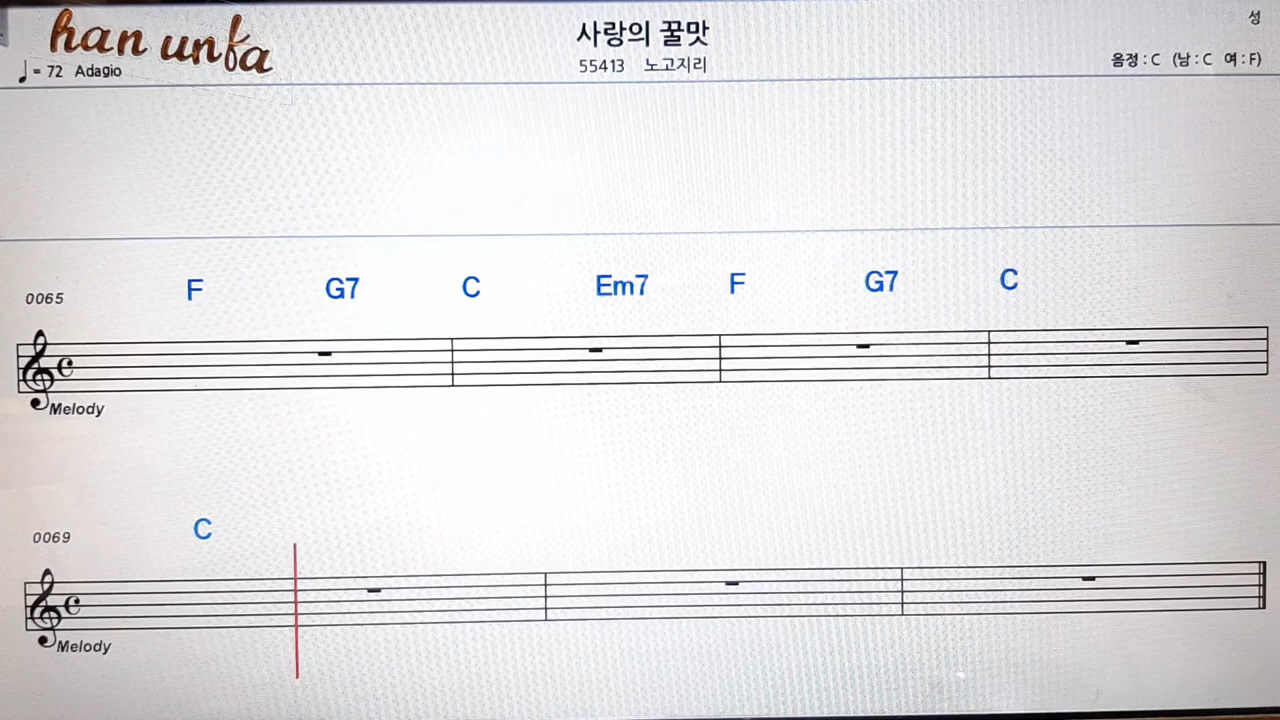 han unfa
사랑의 꿀맛
성
♩= 72 Adagio
55413 노고지리
음정 : C (남 : C 여 : F)
0065 F G7 C Em7 F G7 C
Melody
0069 C
Melody